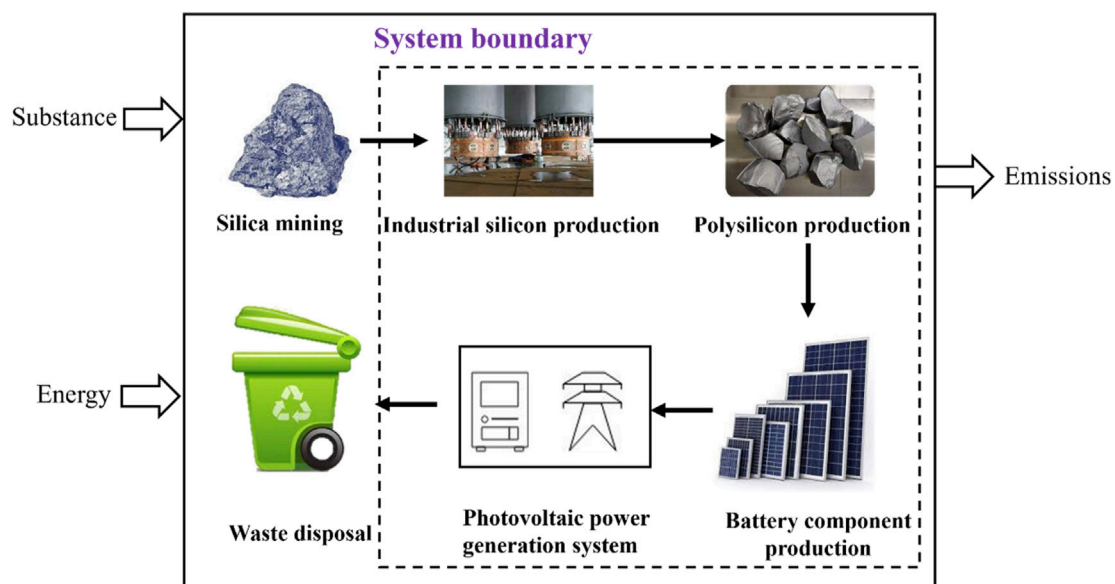 System boundary
Substance
Emissions
Silica mining
Industrial silicon production
Polysilicon production
Energy
Waste disposal
Photovoltaic power
generation system
Battery component
production